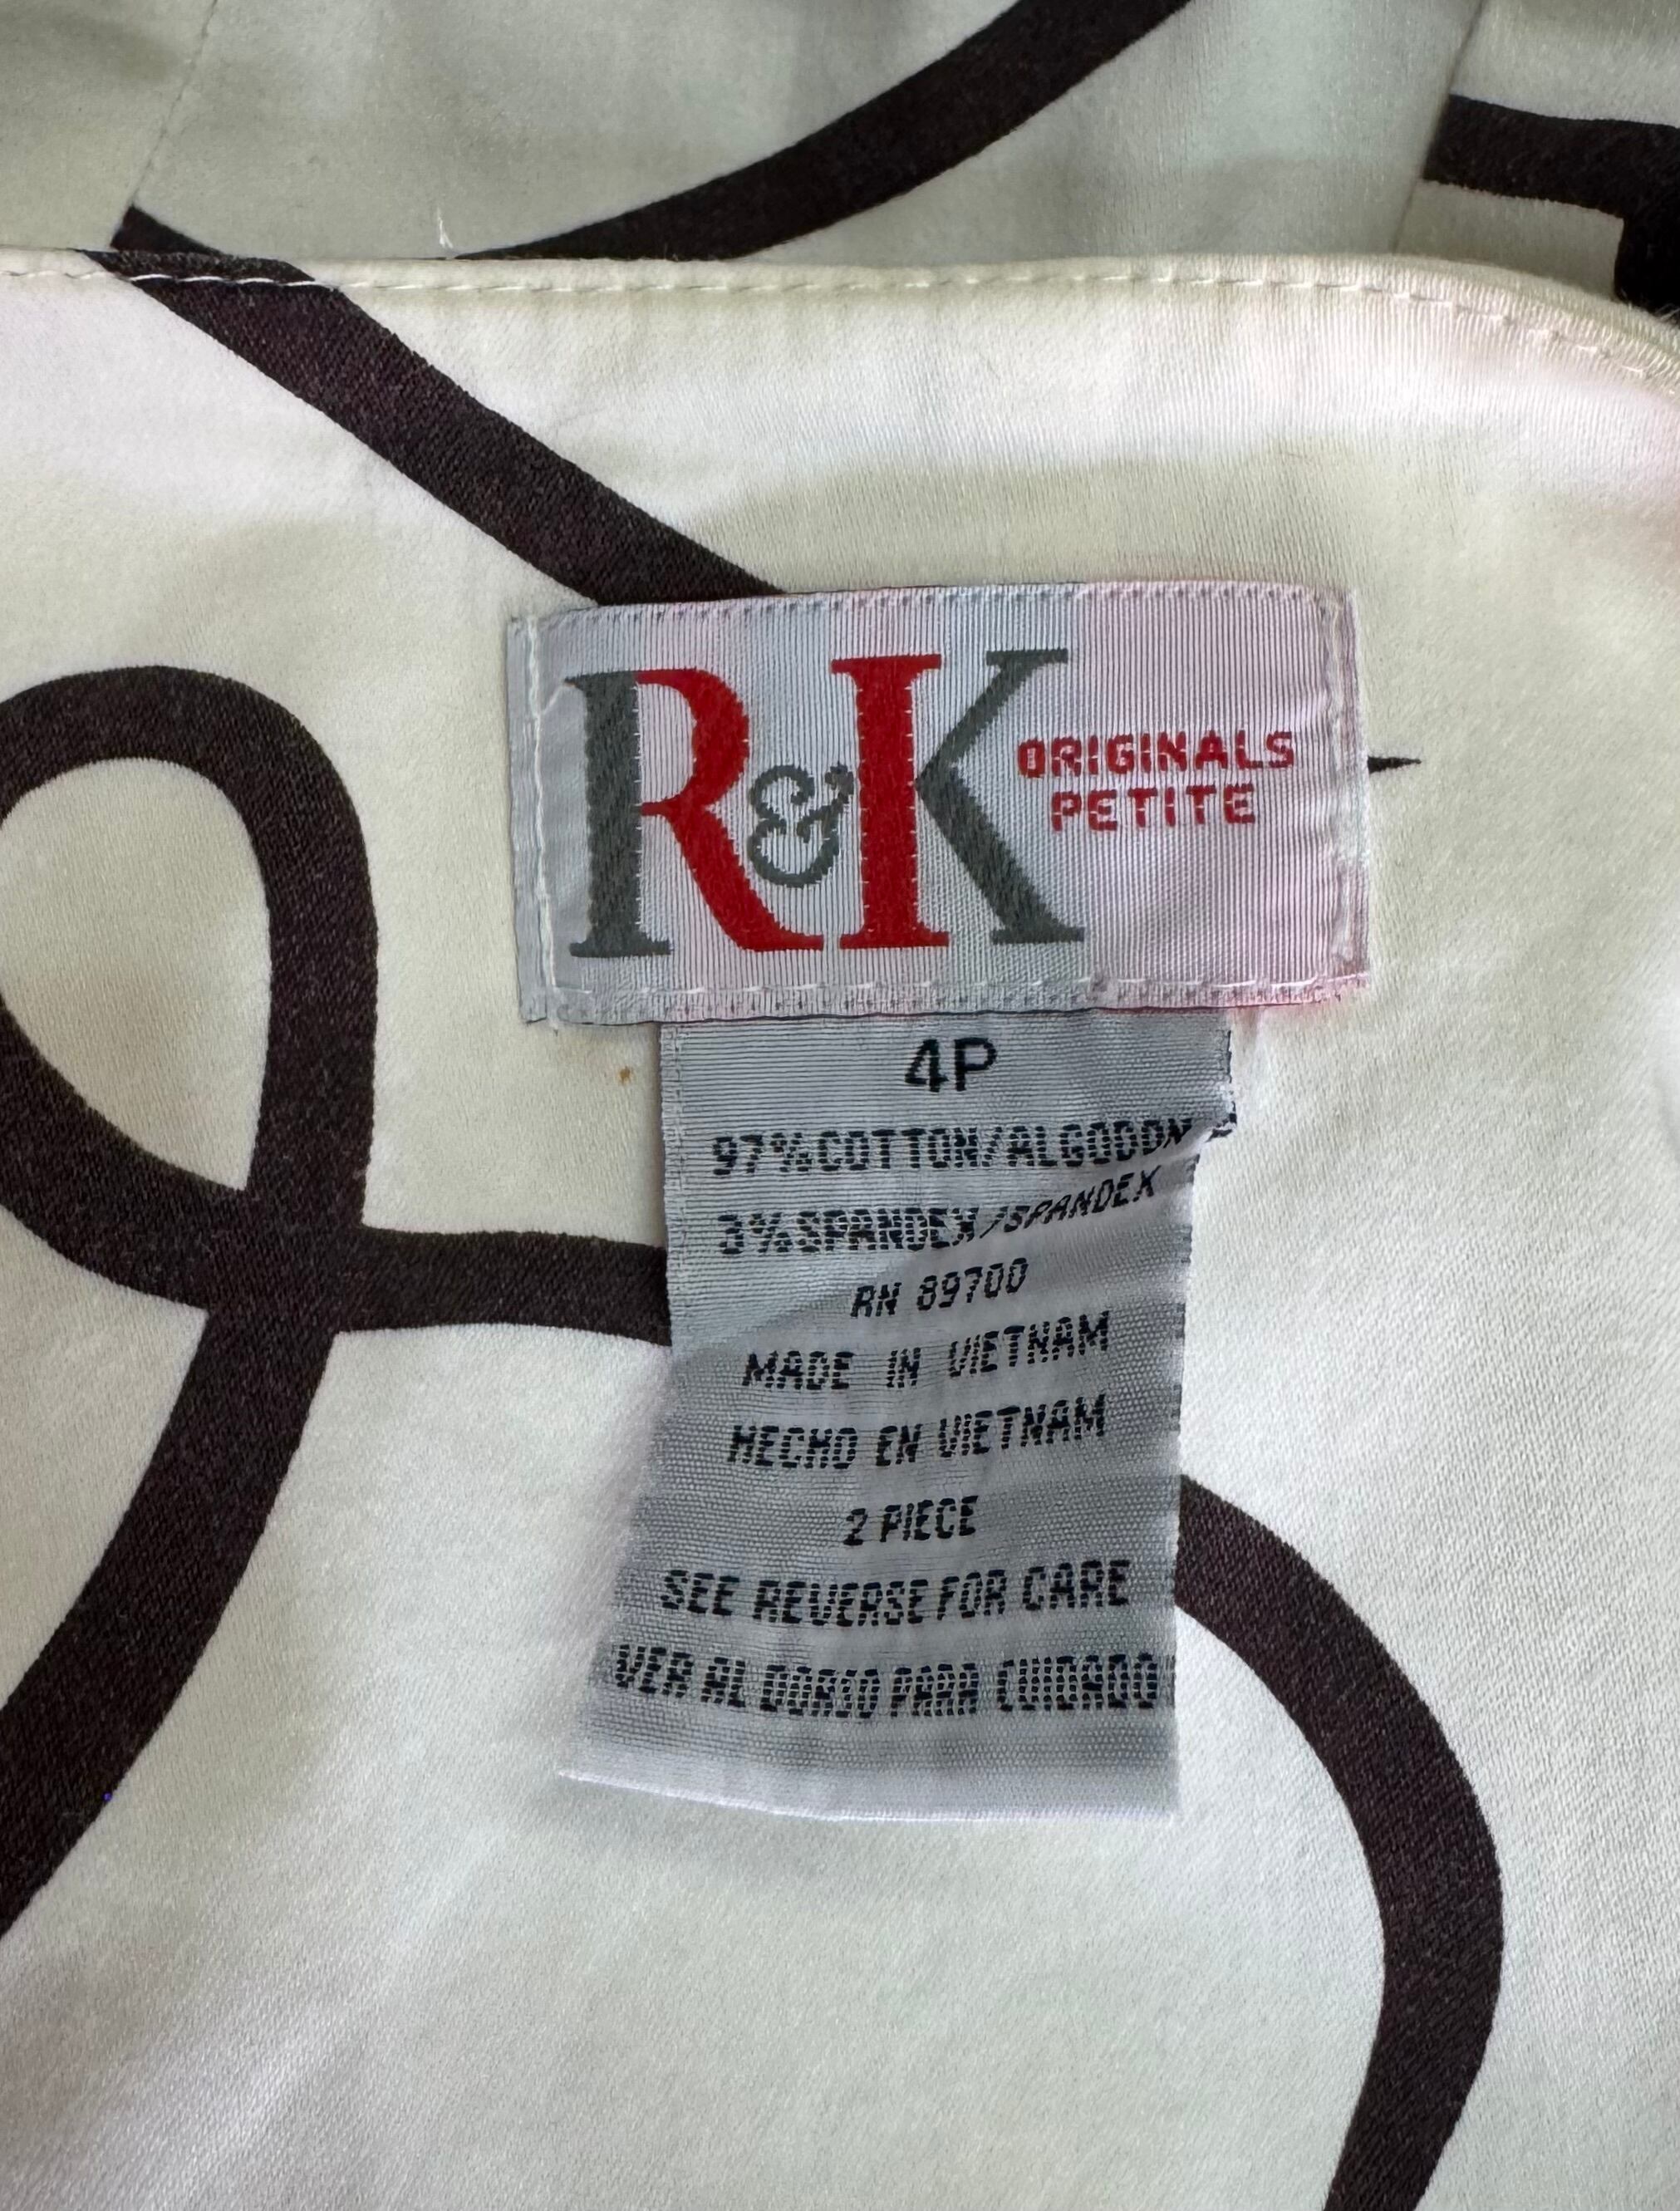 R&K
ORIGINALS
PETITE
4P
97%COTTON/ALGODON
3%SPANDEX/SPANDEX
RN 89700
MADE IN VIETNAM
HECHO EN VIETNAM
2 PIECE
SEE REVERSE FOR CARE
VER AL DORSO PARA CUIDADO